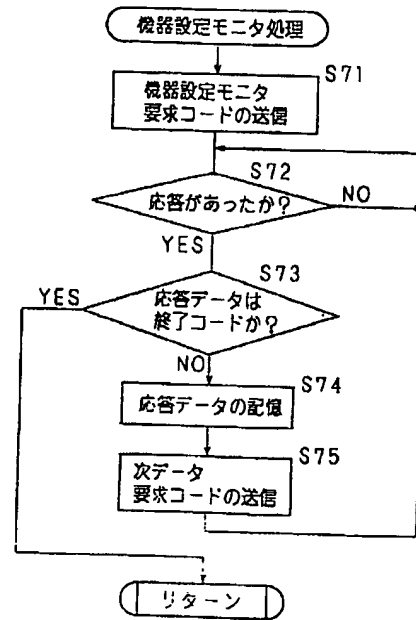 機器設定モニタ処理
S71
機器設定モニタ
要求コードの送信
S72
応答があったか?
NO
YES
S73
YES
応答データは
終了コードか?
NO
S74
応答データの記憶
S75
次データ
要求コードの送信
リターン